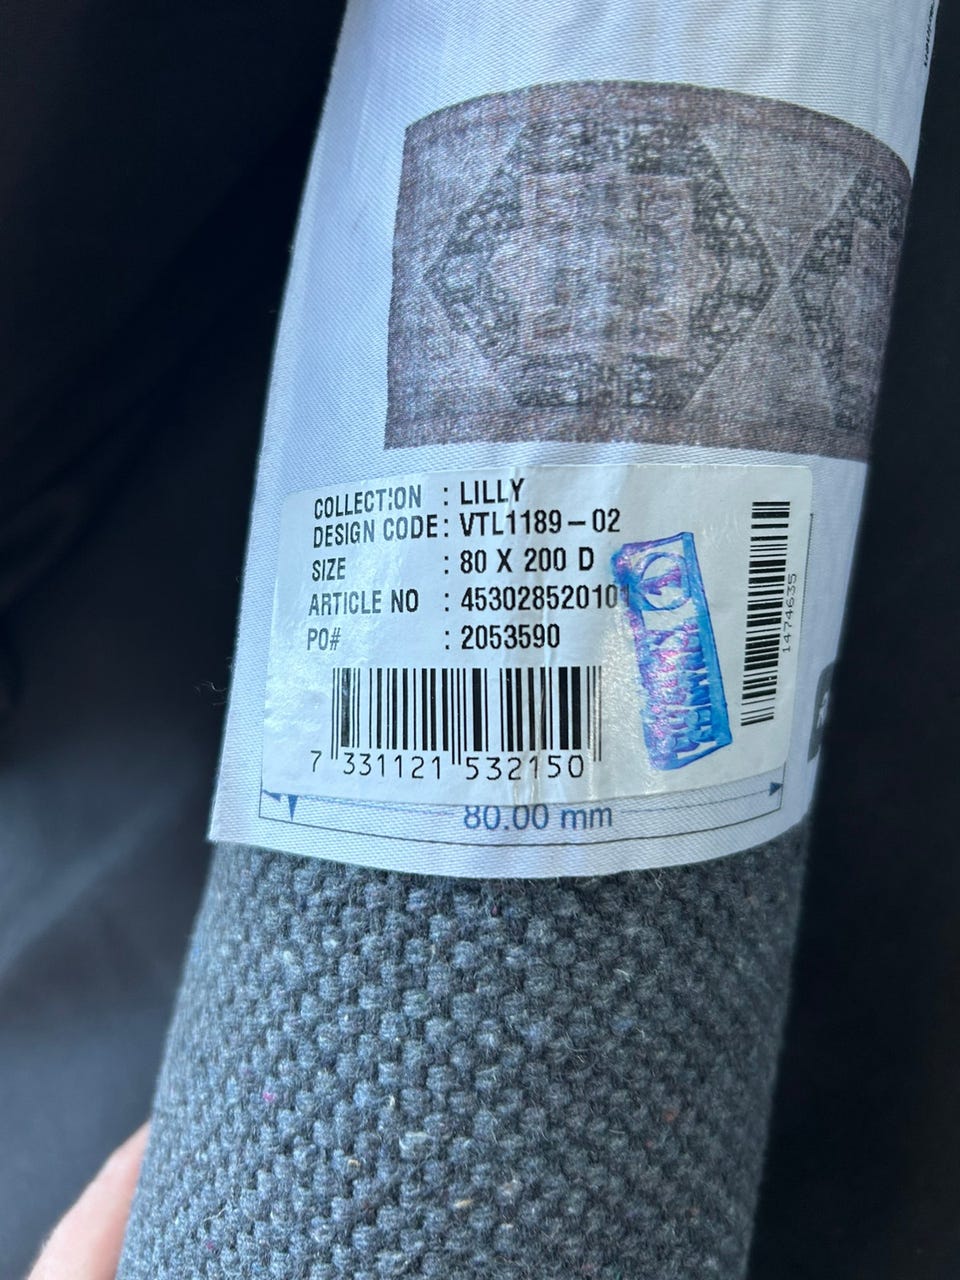 COLLECTION : LILLY
DESIGN CODE: VTL1189-02
SIZE : 80 X 200 D
ARTICLE NO :
PO# : 2053590
7 331121 532150
1474635
80.00 mm